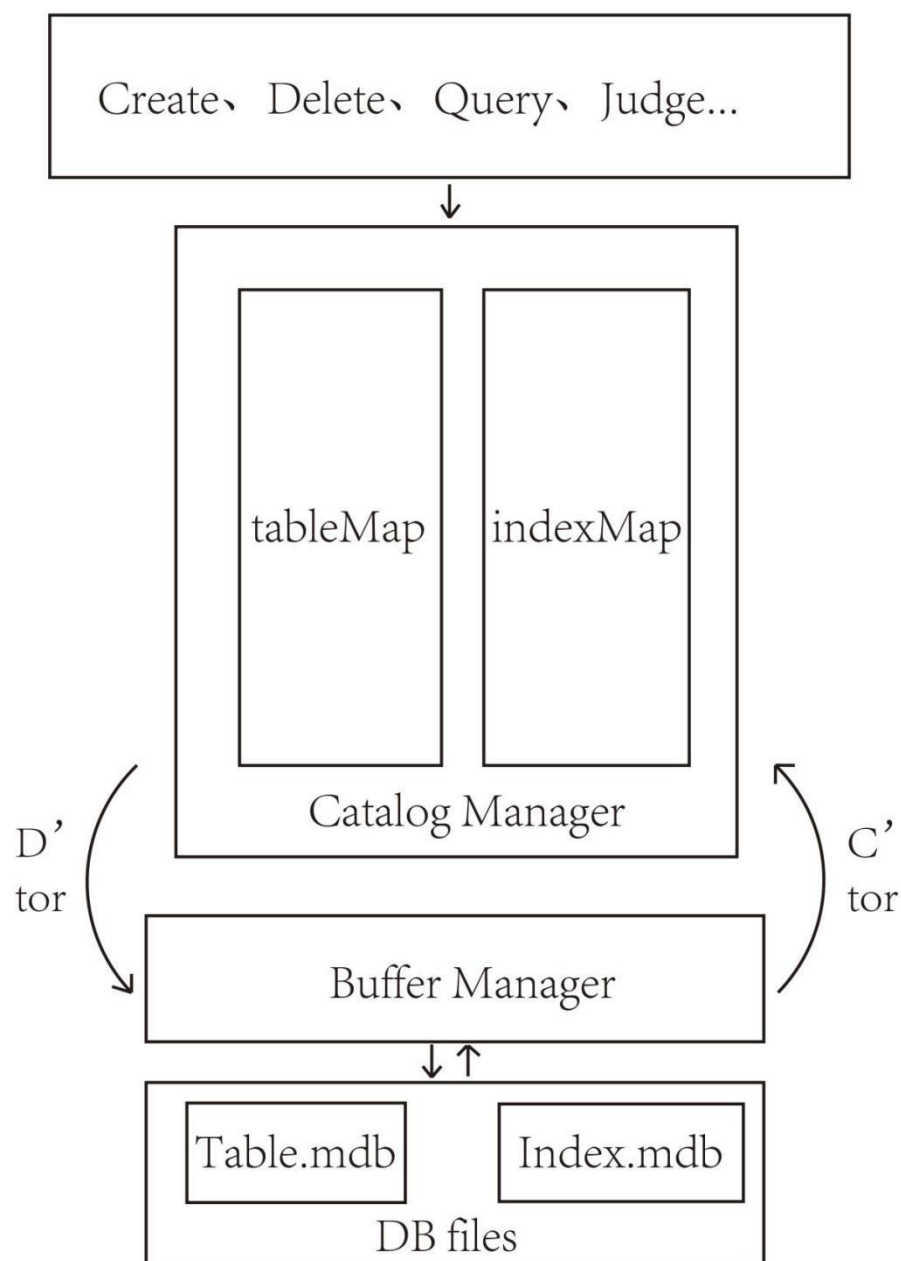 Create、Delete、Query、Judge...
tableMap
indexMap
Catalog Manager
D’
tor
C’
tor
Buffer Manager
Table.mdb
Index.mdb
DB files